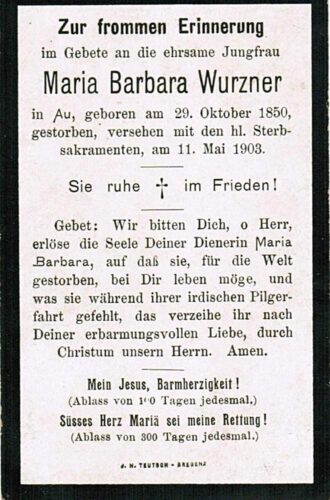 Zur frommen Erinnerung
im Gebete an die ehrsame Jungfrau
Maria Barbara Wurzner
in Au, geboren am 29. Oktober 1850,
gestorben, versehen mit den hl. Sterb-
sakramenten, am 11. Mai 1903.
Sie ruhe † im Frieden!
Gebet: Wir bitten Dich, o Herr,
erlöse die Seele Deiner Dienerin Maria
Barbara, auf daß sie, für die Welt
gestorben, bei Dir leben möge, und
was sie während ihrer irdischen Pilger-
fahrt gefehlt, das verzeihe ihr nach
Deiner erbarmungsvollen Liebe, durch
Christum unsern Herrn. Amen.
Mein Jesus, Barmherzigkeit!
(Ablass von 100 Tagen jedesmal.)
Süsses Herz Mariä sei meine Rettung!
(Ablass von 300 Tagen jedesmal.)
J. N. TEUTSCH – BREGENZ